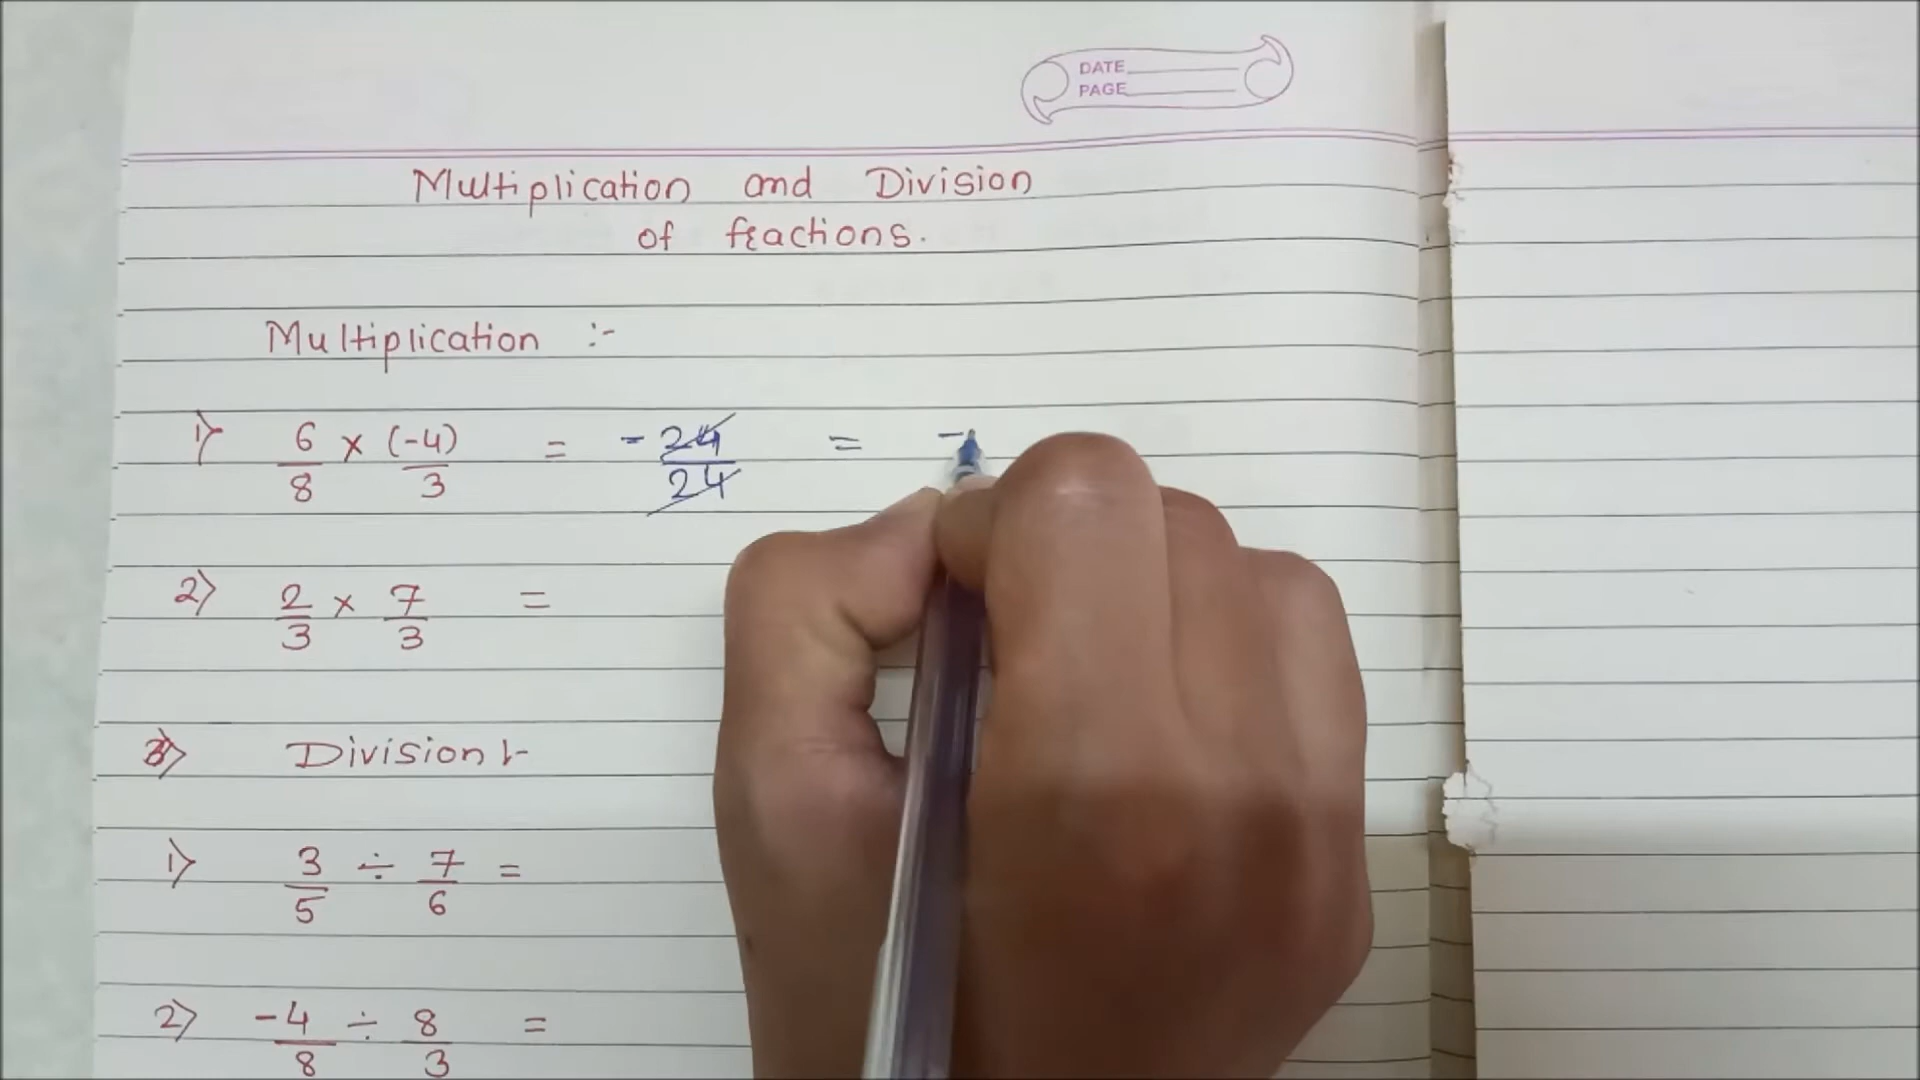 DATE
PAGE
Multiplication and Division
of fractions.
Multiplication :-
1) 6/8 × (-4)/3 = -24/24 = -
2) 2/3 × 7/3 =
3) Division :-
1) 3/5 ÷ 7/6 =
2) -4/8 ÷ 8/3 =